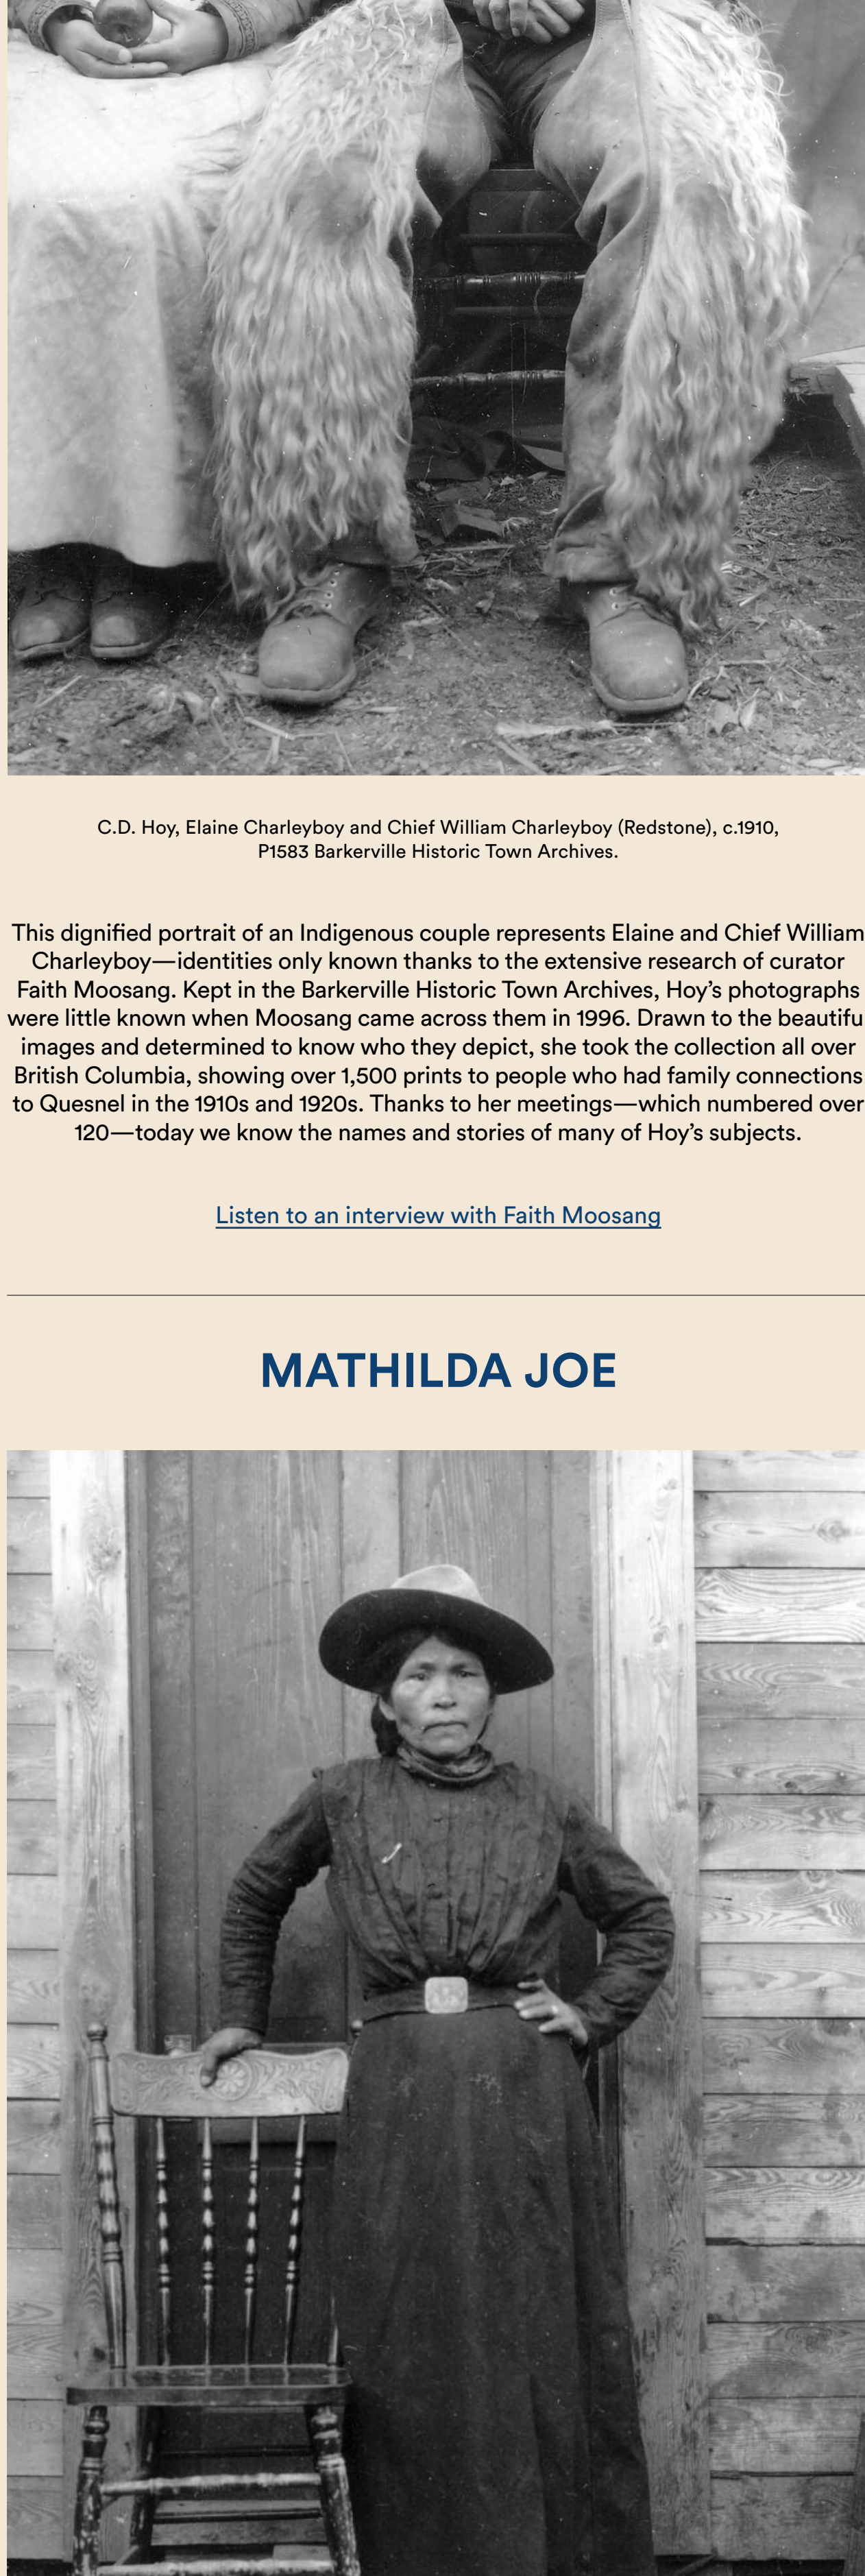 C.D. Hoy, Elaine Charleyboy and Chief William Charleyboy (Redstone), c.1910,
P1583 Barkerville Historic Town Archives.
This dignified portrait of an Indigenous couple represents Elaine and Chief William
Charleyboy—identities only known thanks to the extensive research of curator
Faith Moosang. Kept in the Barkerville Historic Town Archives, Hoy’s photographs
were little known when Moosang came across them in 1996. Drawn to the beautifu
images and determined to know who they depict, she took the collection all over
British Columbia, showing over 1,500 prints to people who had family connections
to Quesnel in the 1910s and 1920s. Thanks to her meetings—which numbered over
120—today we know the names and stories of many of Hoy’s subjects.
Listen to an interview with Faith Moosang
MATHILDA JOE